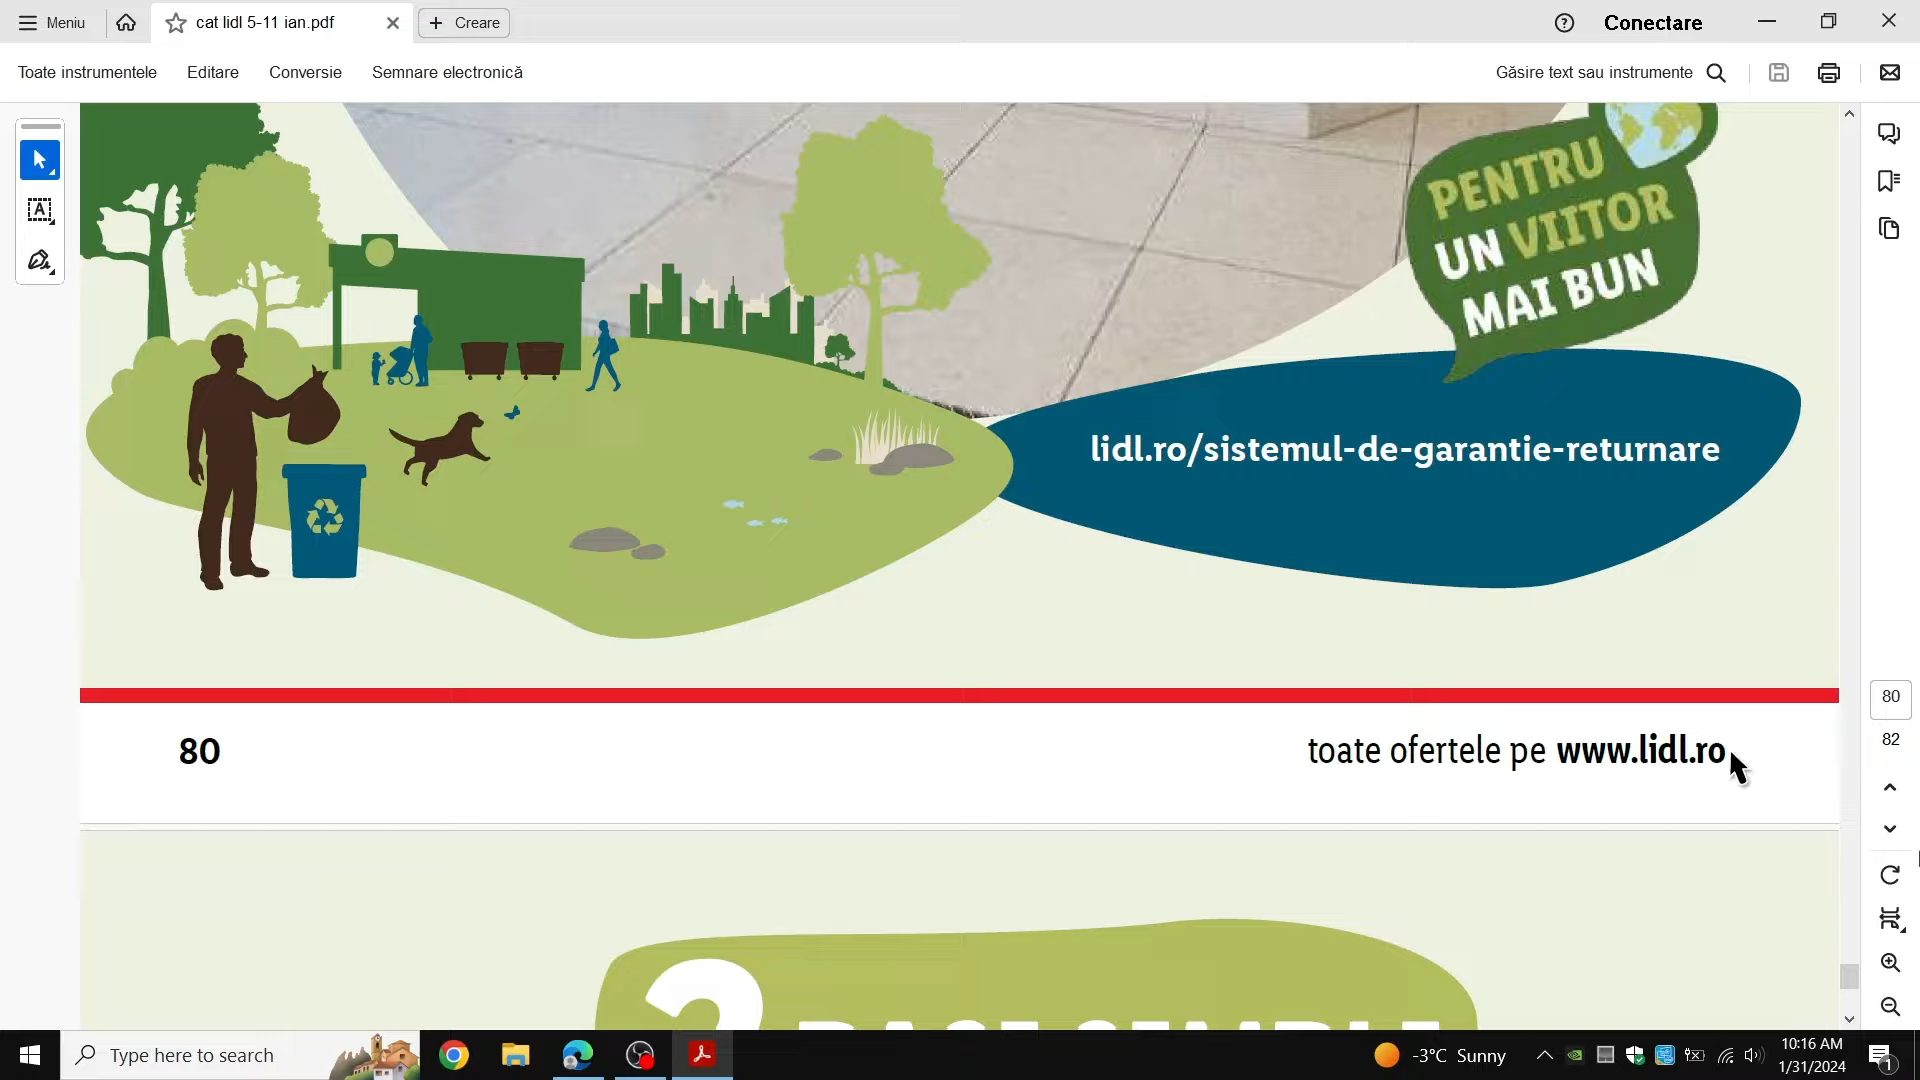 Meniu
cat lidl 5-11 ian.pdf
Creare
Conectare
Toate instrumentele
Editare
Conversie
Semnare electronică
Găsire text sau instrumente
A
PENTRU
UN VIITOR
MAI BUN
lidl.ro/sistemul-de-garantie-returnare
80
toate ofertele pe www.lidl.ro
80
82
Type here to search
-3°C Sunny
10:16 AM
1/31/2024
1